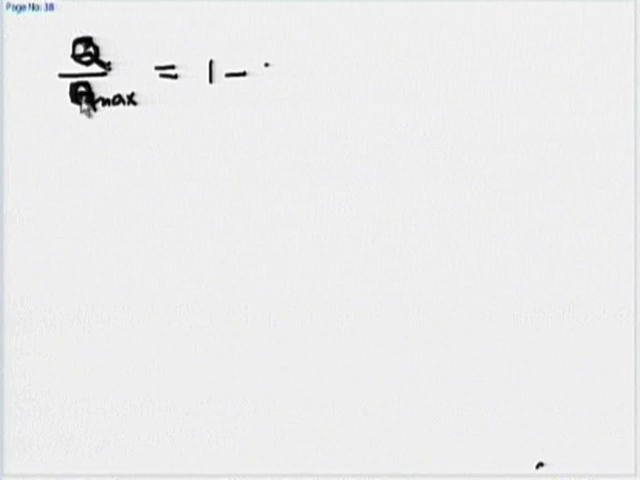 Page No: 38
Q / Qmax = 1 -